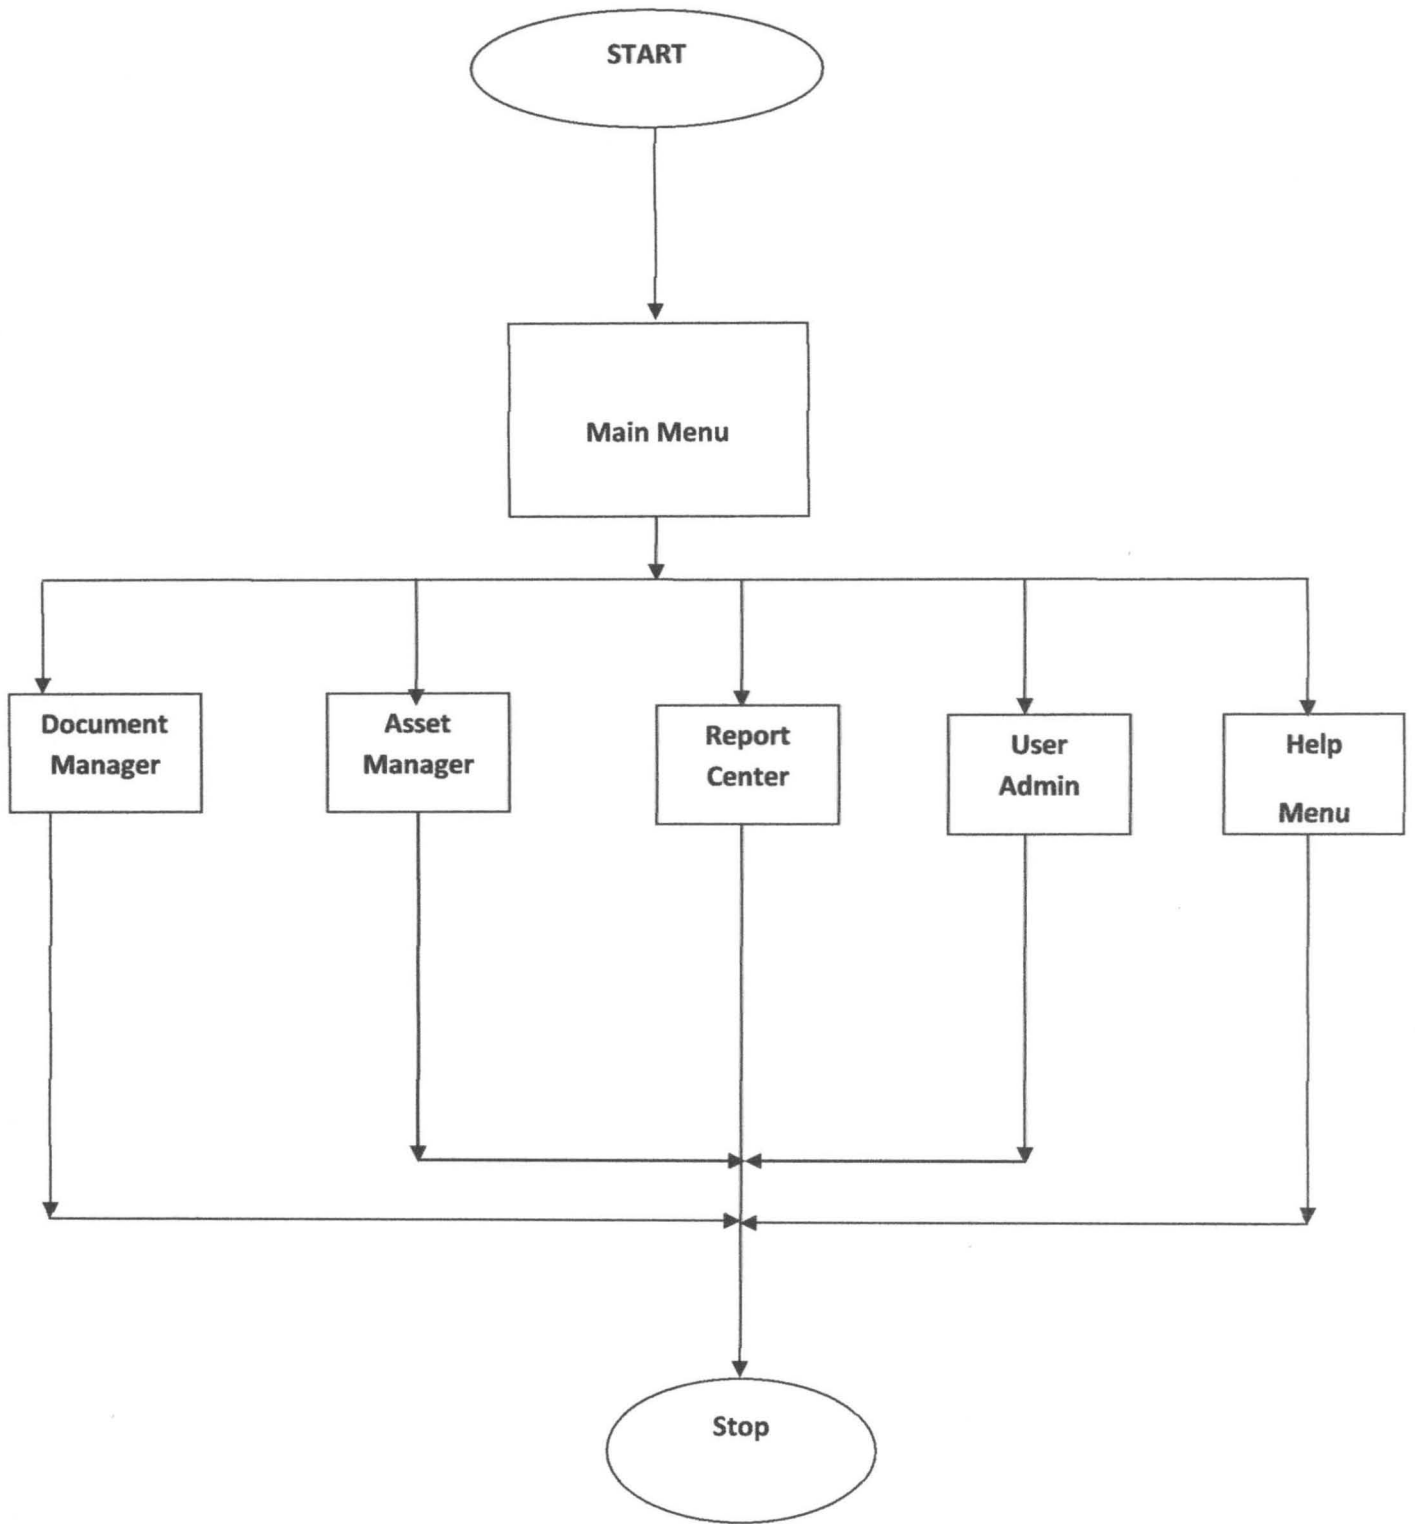 START
Main Menu
Document
Manager
Asset
Manager
Report
Center
User
Admin
Help
Menu
Stop